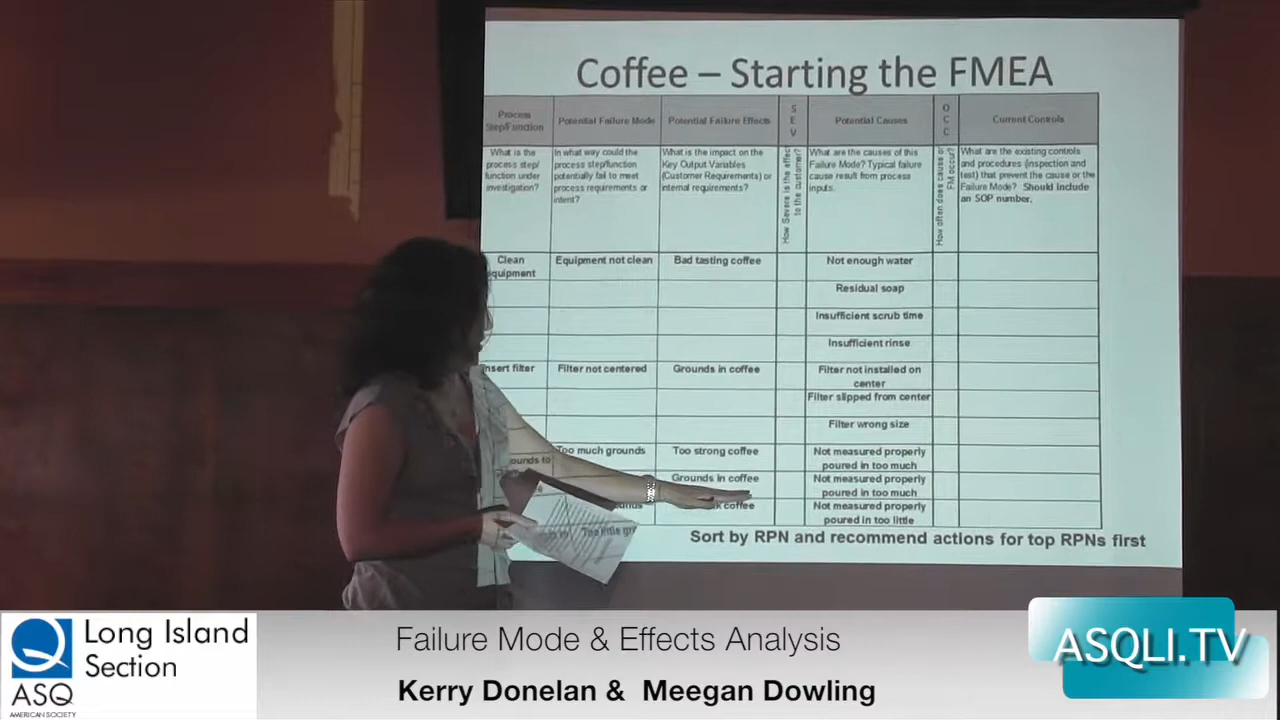 Coffee – Starting the FMEA
Process
Step/Function
Potential Failure Mode
Potential Failure Effects
S
E
V
Potential Causes
O
C
C
Current Controls
What is the
process step/
function under
investigation?
In what way could the
process step/function
potentially fail to meet
process requirements or
intent?
What is the impact on the
Key Output Variables
(Customer Requirements) or
internal requirements?
How Severe is the effect
to the customer?
What are the causes of this
Failure Mode? Typical failure
cause result from process
inputs.
How often does cause or
FM occur?
What are the existing controls
and procedures (inspection and
test) that prevent the cause or the
Failure Mode? Should include
an SOP number.
Clean
equipment
Equipment not clean
Bad tasting coffee
Not enough water
Residual soap
Insufficient scrub time
Insufficient rinse
Insert filter
Filter not centered
Grounds in coffee
Filter not installed on
center
Filter slipped from center
Filter wrong size
ounds to
Too much grounds
Too strong coffee
Not measured properly
poured in too much
Grounds in coffee
Not measured properly
poured in too much
coffee
Not measured properly
poured in too little
Too little gr
Sort by RPN and recommend actions for top RPNs first
ASQ
AMERICAN SOCIETY
Long Island
Section
Failure Mode & Effects Analysis
Kerry Donelan & Meegan Dowling
ASQLI.TV